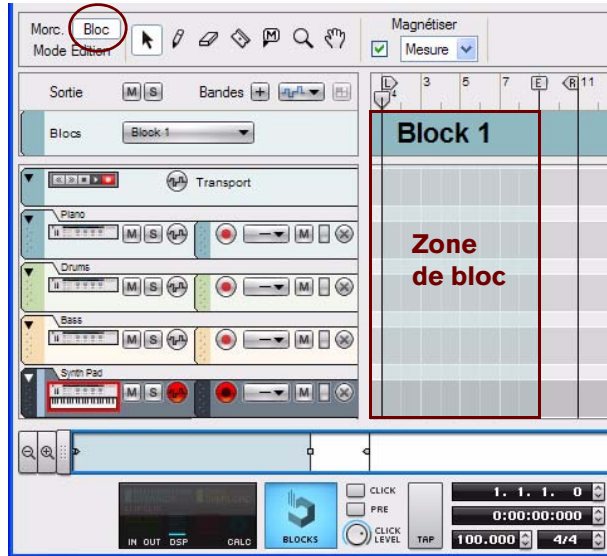 Morc. Bloc
Mode Edition
M
Magnétiser
Mesure
Sortie M S Bandes +
L 3 5 7 E R 11
4
Blocs Block 1
Block 1
Transport
Piano
M S M
Zone
de bloc
Drums
M S M
Bass
M S M
Synth Pad
M S M
CLICK
PRE
CLICK
LEVEL
TAP
IN OUT DSP CALC
BLOCKS
1. 1. 1. 0
0:00:00:000
100.000 4/4